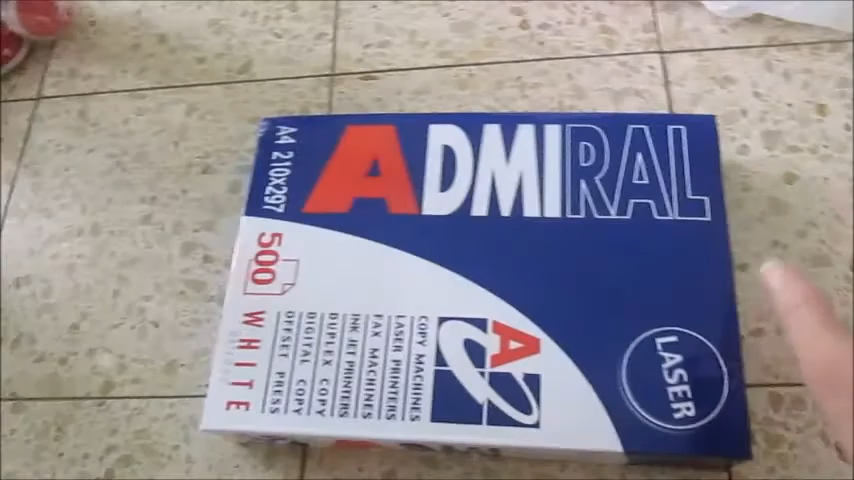 ADMIRAL
A4 210x297
500
WHITE
COPY MACHINES
LASER PRINTERS
FAX MACHINES
INK JET PRINTERS
DUPLEX COPY
DIGITAL COPY
OFFSET PRESS
A
LASER